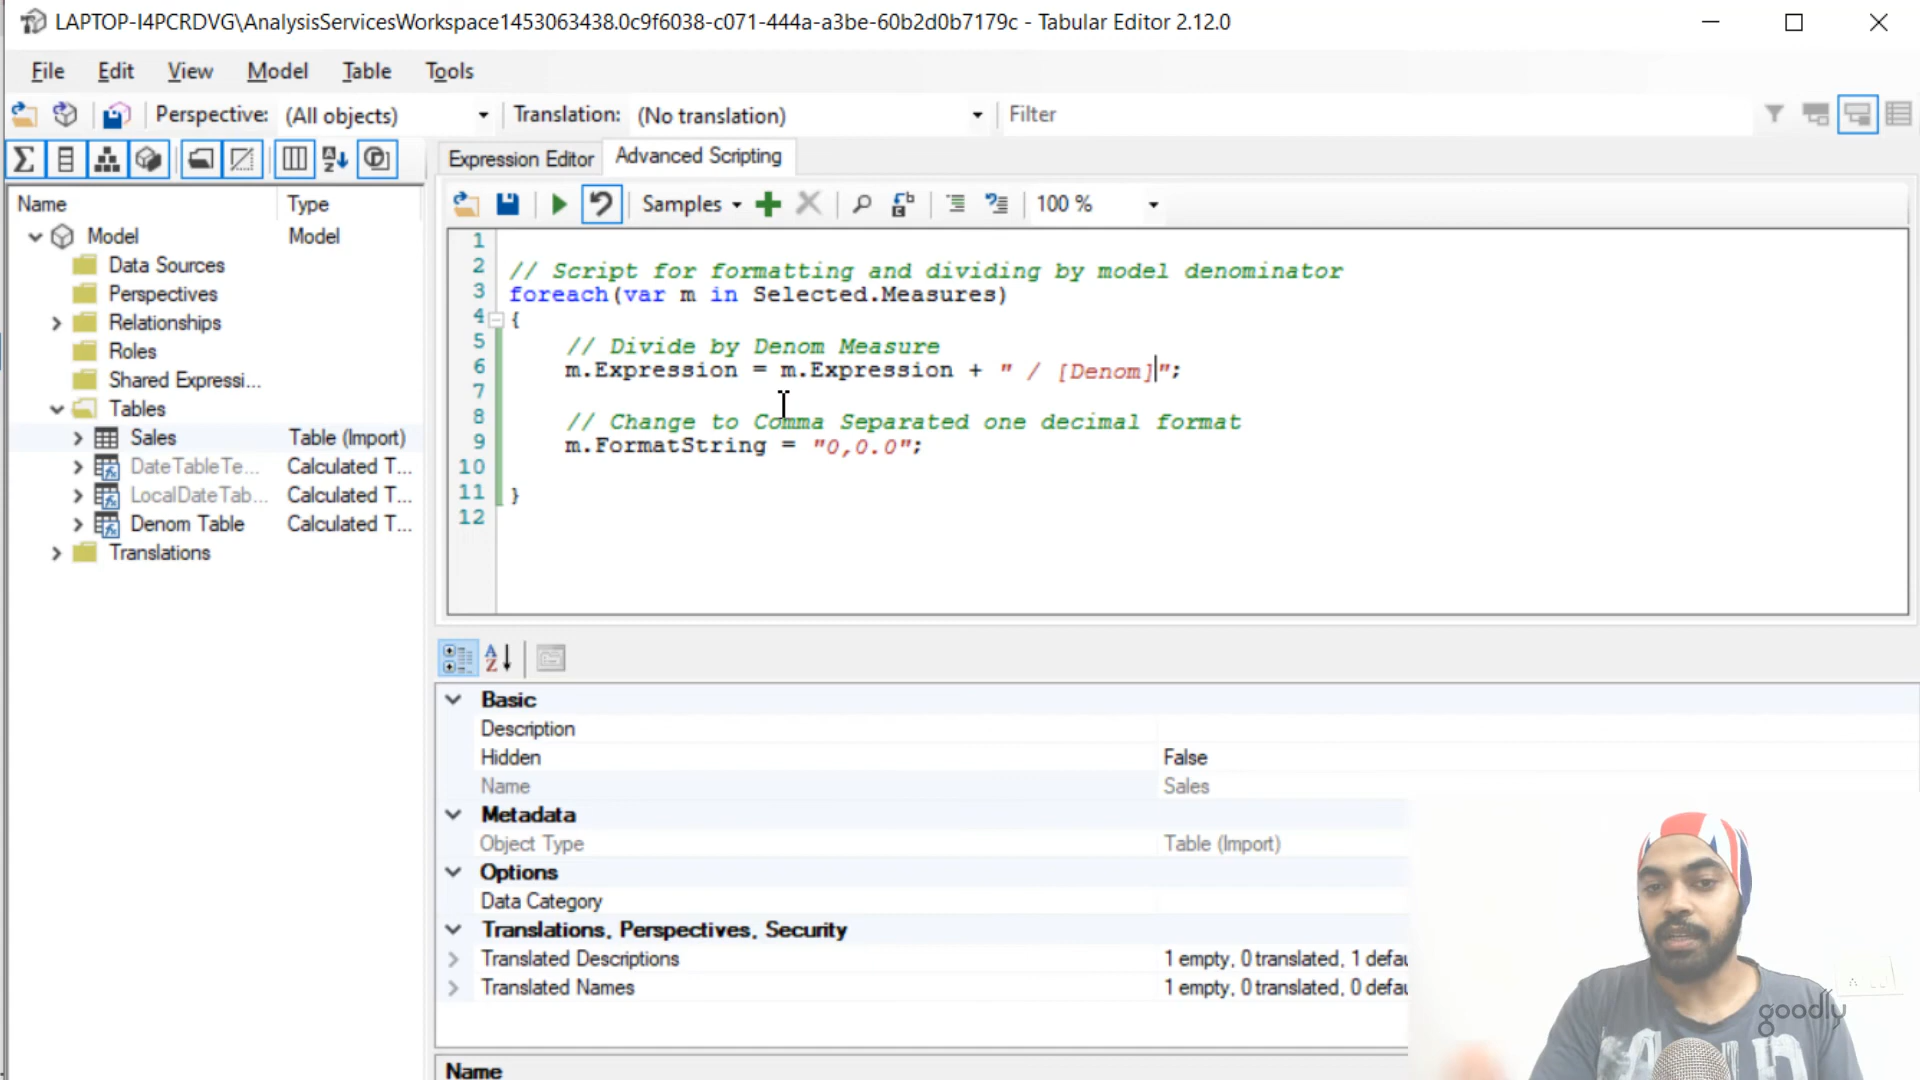 LAPTOP-I4PCRDVG\AnalysisServicesWorkspace1453063438.0c9f6038-c071-444a-a3be-60b2d0b7179c - Tabular Editor 2.12.0
File Edit View Model Table Tools
Perspective: (All objects) Translation: (No translation) Filter
Expression Editor Advanced Scripting
Samples 100 %
Name Type
Model Model
Data Sources
Perspectives
Relationships
Roles
Shared Expressi...
Tables
Sales Table (Import)
DateTableTe... Calculated T...
LocalDateTab... Calculated T...
Denom Table Calculated T...
Translations
1
2 // Script for formatting and dividing by model denominator
3 foreach(var m in Selected.Measures)
4 {
5 // Divide by Denom Measure
6 m.Expression = m.Expression + " / [Denom]";
7
8 // Change to Comma Separated one decimal format
9 m.FormatString = "0,0.0";
10
11 }
12
Basic
Description
Hidden False
Name Sales
Metadata
Object Type Table (Import)
Options
Data Category
Translations, Perspectives, Security
Translated Descriptions 1 empty, 0 translated, 1 defau
Translated Names 1 empty, 0 translated, 0 defau
Name
goodly